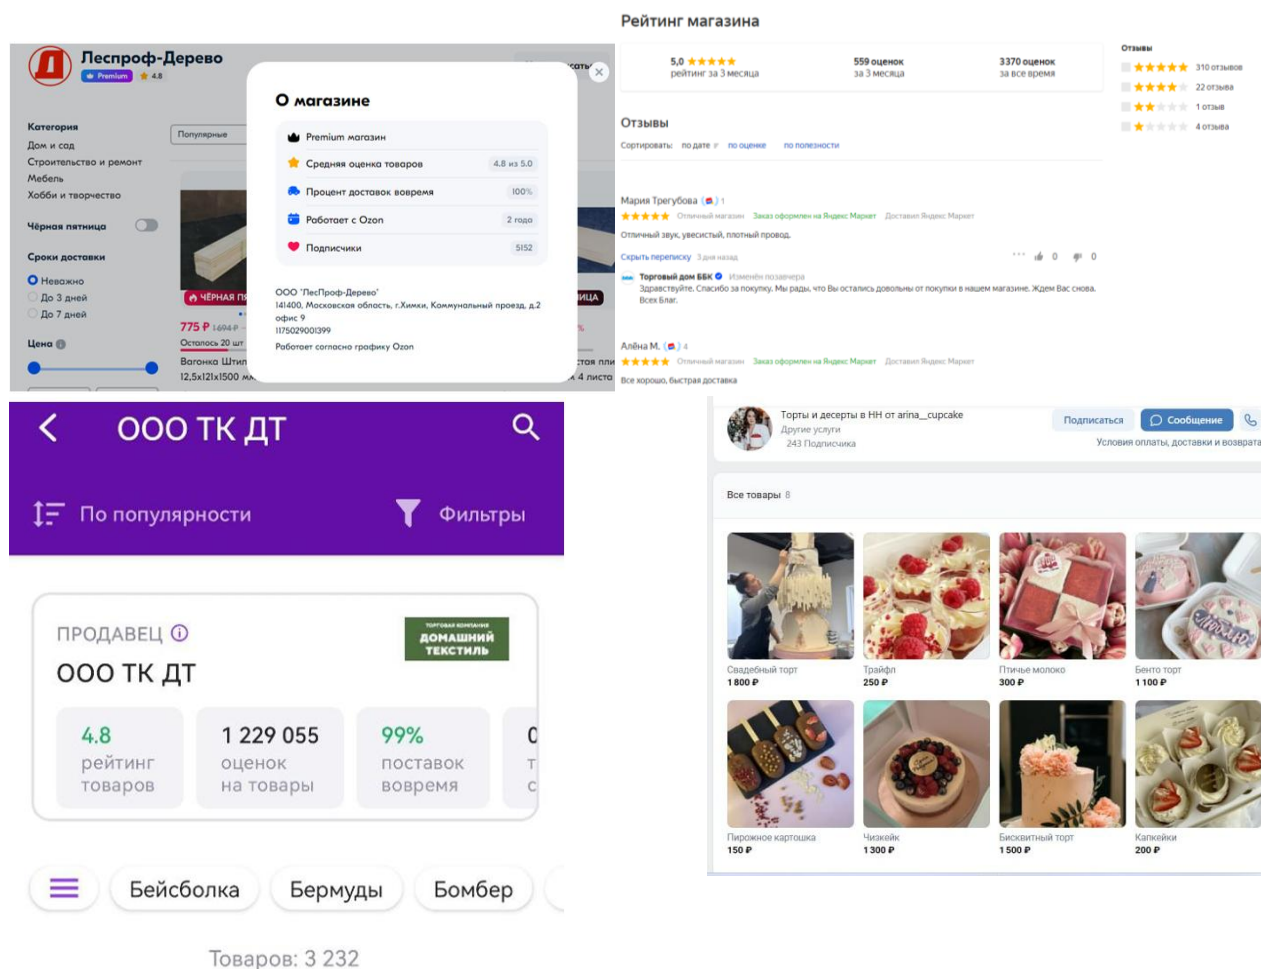 Леспроф-Дерево
Premium 4.8
Категория
Дом и сад
Строительство и ремонт
Мебель
Хобби и творчество
Чёрная пятница
Сроки доставки
Неважно
До 3 дней
До 7 дней
Цена
Популярные
775 ₽ 1 694 ₽
Осталось 20 шт
12,5х121х1500
О магазине
Premium магазин
Средняя оценка товаров 4.8 из 5.0
Процент доставок вовремя 100%
Работает с Ozon 2 года
Подписчики 5152
ООО "ЛесПроф-Дерево"
141400, Московская область, г.Химки, Коммунальный проезд, д.2
офис 9
1175029001399
Работает согласно графику Ozon
4 листа
Рейтинг магазина
5,0
рейтинг за 3 месяца
559 оценок
за 3 месяца
3370 оценок
за все время
Отзывы
310 отзывов
22 отзыва
1 отзыв
4 отзыва
Отзывы
Сортировать: по дате по оценке по полезности
Мария Трегубова 1
Отличный магазин Заказ оформлен на Яндекс Маркет Доставил Яндекс Маркет
Отличный звук, увесистый, плотный провод.
Скрыть переписку 3 дня назад ... 0 0
Торговый дом ББК Изменён позавчера
Здравствуйте. Спасибо за покупку. Мы рады, что Вы остались довольны от покупки в нашем магазине. Ждем Вас снова.
Всех Благ.
Алёна М. 4
Отличный магазин Заказ оформлен на Яндекс Маркет Доставил Яндекс Маркет
Все хорошо, быстрая доставка
ООО ТК ДТ
По популярности Фильтры
ПРОДАВЕЦ
ООО ТК ДТ
ТОРГОВАЯ КОМПАНИЯ
ДОМАШНИЙ
ТЕКСТИЛЬ
4.8
рейтинг
товаров
1 229 055
оценок
на товары
99%
поставок
вовремя
Бейсболка Бермуды Бомбер
Товаров: 3 232
Торты и десерты в НН от arina__cupcake
Другие услуги
243 Подписчика
Подписаться Сообщение
Условия оплаты, доставки и возврата
Все товары 8
Свадебный торт
1 800 ₽
Трайфл
250 ₽
Птичье молоко
300 ₽
Бенто торт
1 100 ₽
Пирожное картошка
150 ₽
Чизкейк
1 300 ₽
Бисквитный торт
1 500 ₽
Капкейки
200 ₽